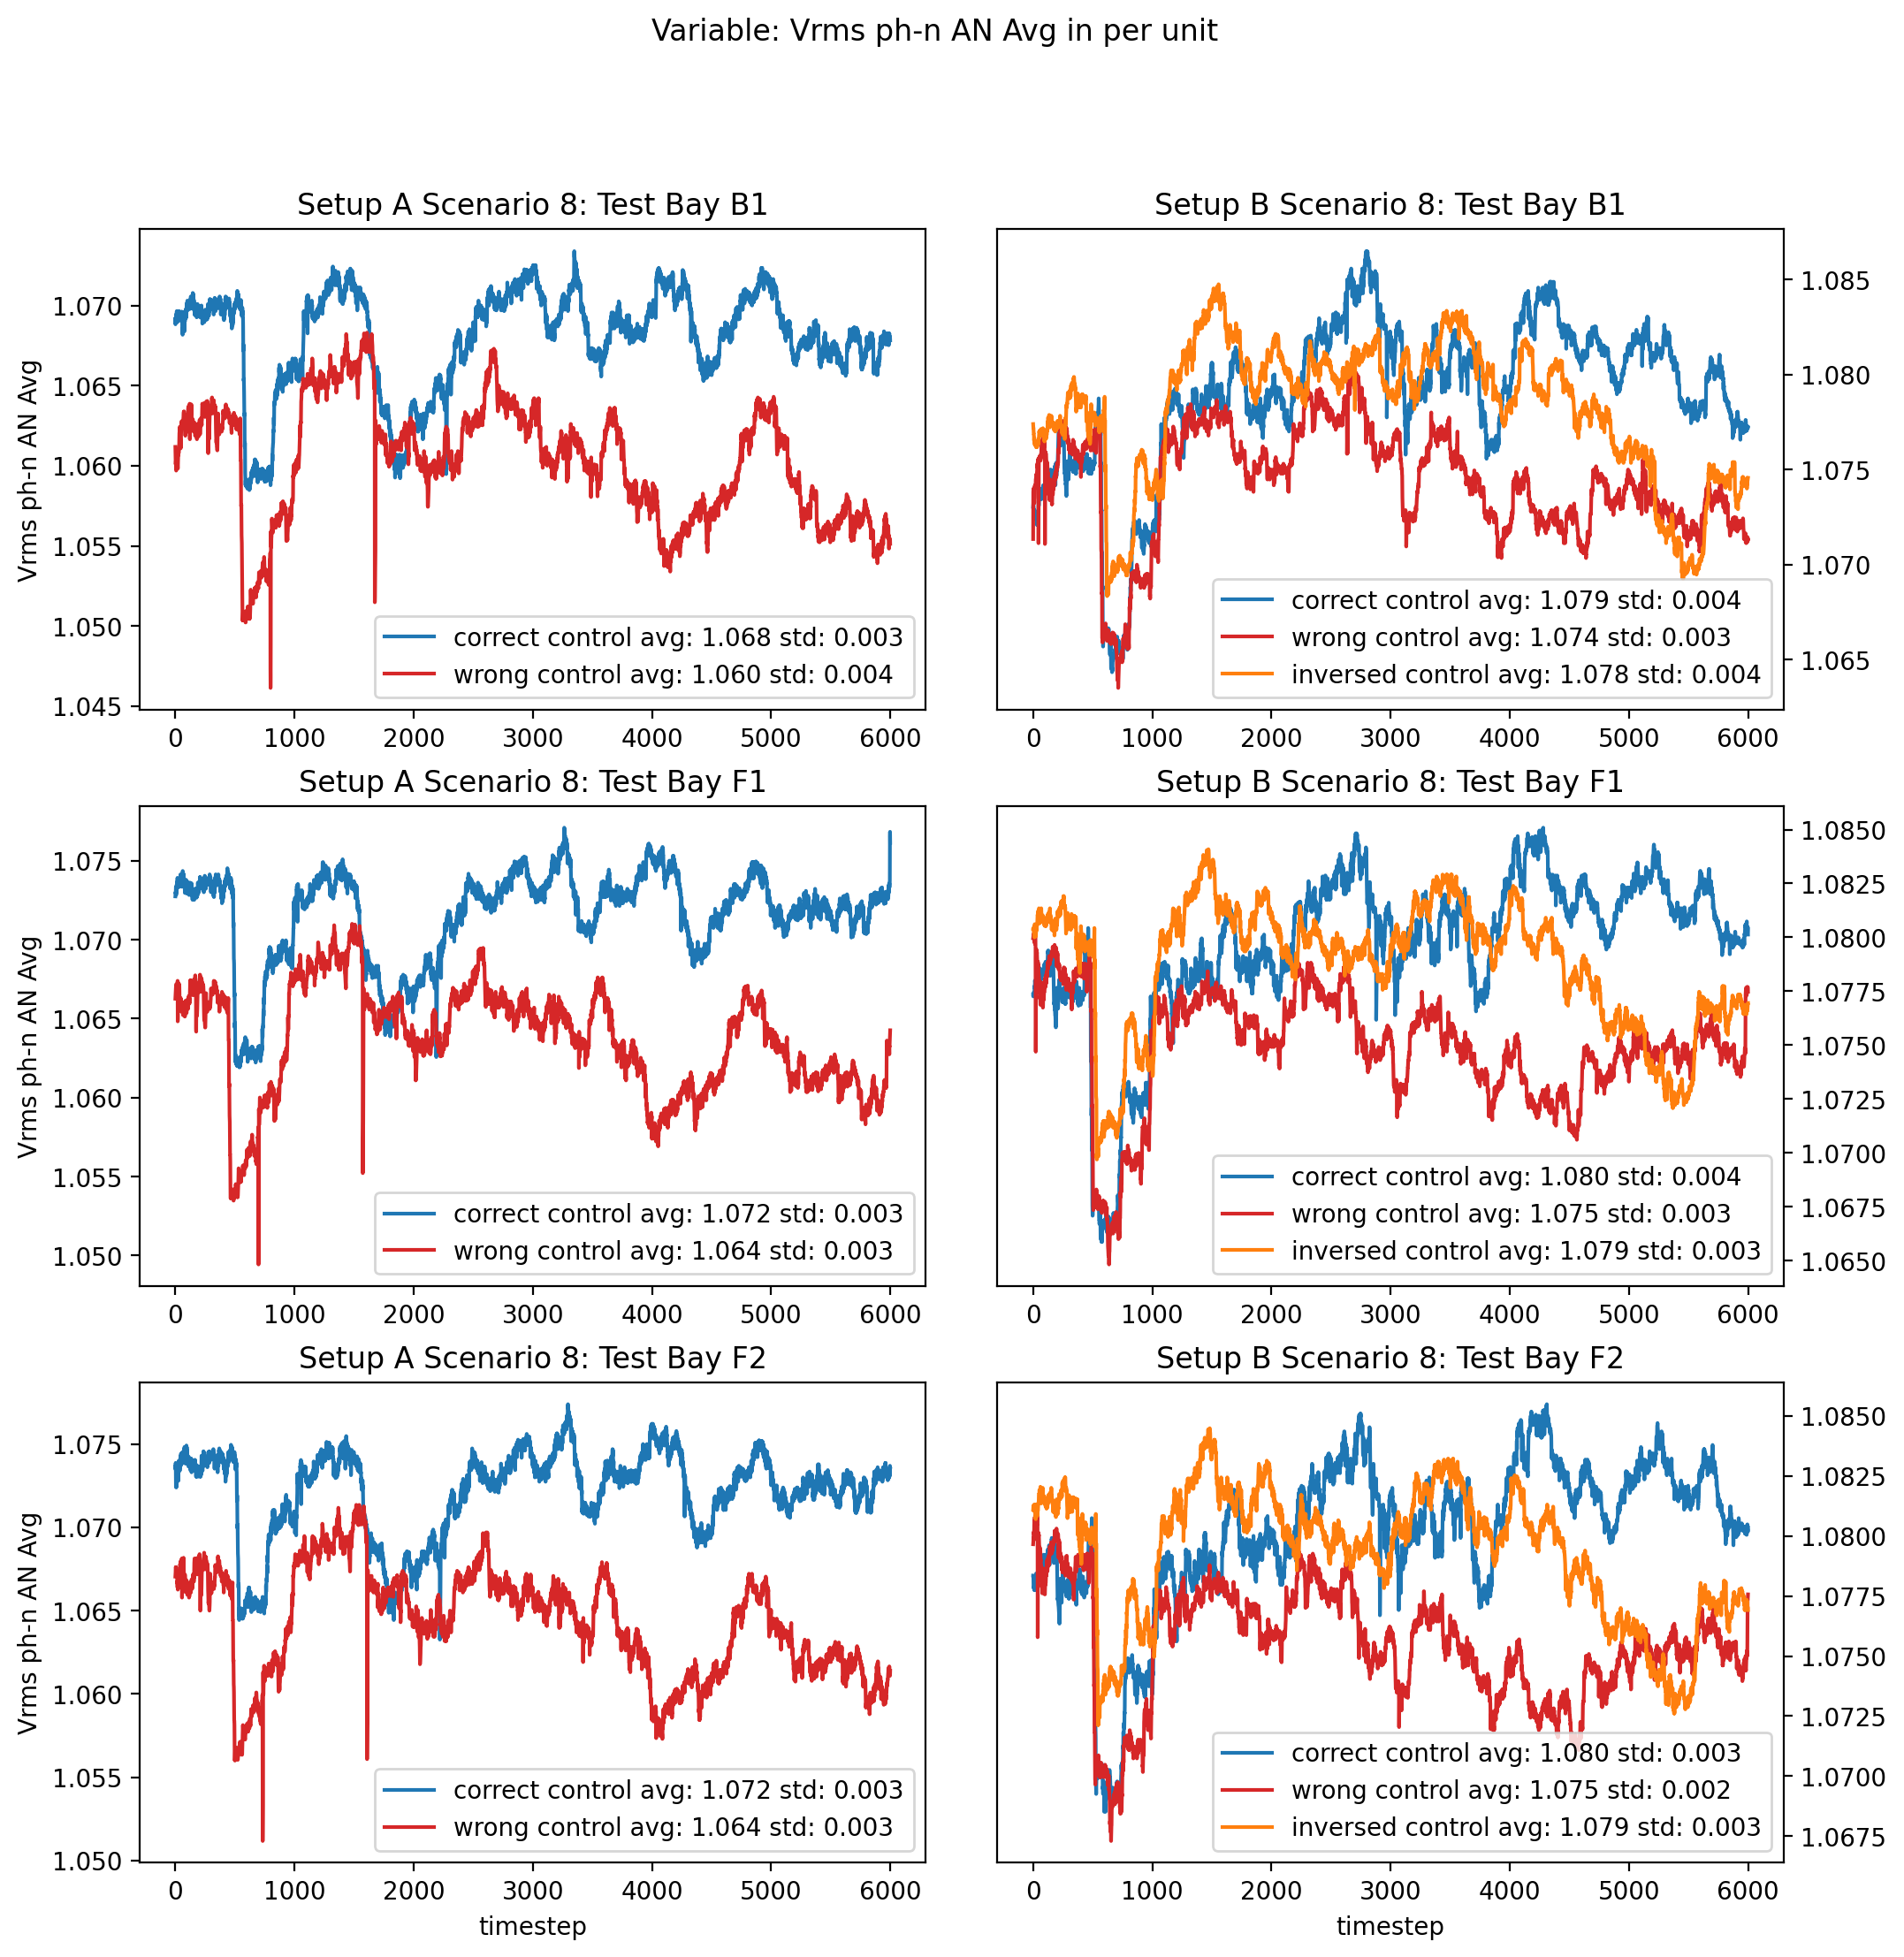 Variable: Vrms ph-n AN Avg in per unit
Setup A Scenario 8: Test Bay B1
Vrms ph-n AN Avg
1.070
1.065
1.060
1.055
1.050
1.045
correct control avg: 1.068 std: 0.003
wrong control avg: 1.060 std: 0.004
0 1000 2000 3000 4000 5000 6000
Setup B Scenario 8: Test Bay B1
1.085
1.080
1.075
1.070
1.065
correct control avg: 1.079 std: 0.004
wrong control avg: 1.074 std: 0.003
inversed control avg: 1.078 std: 0.004
0 1000 2000 3000 4000 5000 6000
Setup A Scenario 8: Test Bay F1
Vrms ph-n AN Avg
1.075
1.070
1.065
1.060
1.055
1.050
correct control avg: 1.072 std: 0.003
wrong control avg: 1.064 std: 0.003
0 1000 2000 3000 4000 5000 6000
Setup B Scenario 8: Test Bay F1
1.0850
1.0825
1.0800
1.0775
1.0750
1.0725
1.0700
1.0675
1.0650
correct control avg: 1.080 std: 0.004
wrong control avg: 1.075 std: 0.003
inversed control avg: 1.079 std: 0.003
0 1000 2000 3000 4000 5000 6000
Setup A Scenario 8: Test Bay F2
Vrms ph-n AN Avg
1.075
1.070
1.065
1.060
1.055
1.050
correct control avg: 1.072 std: 0.003
wrong control avg: 1.064 std: 0.003
0 1000 2000 3000 4000 5000 6000
timestep
Setup B Scenario 8: Test Bay F2
1.0850
1.0825
1.0800
1.0775
1.0750
1.0725
1.0700
1.0675
correct control avg: 1.080 std: 0.003
wrong control avg: 1.075 std: 0.002
inversed control avg: 1.079 std: 0.003
0 1000 2000 3000 4000 5000 6000
timestep